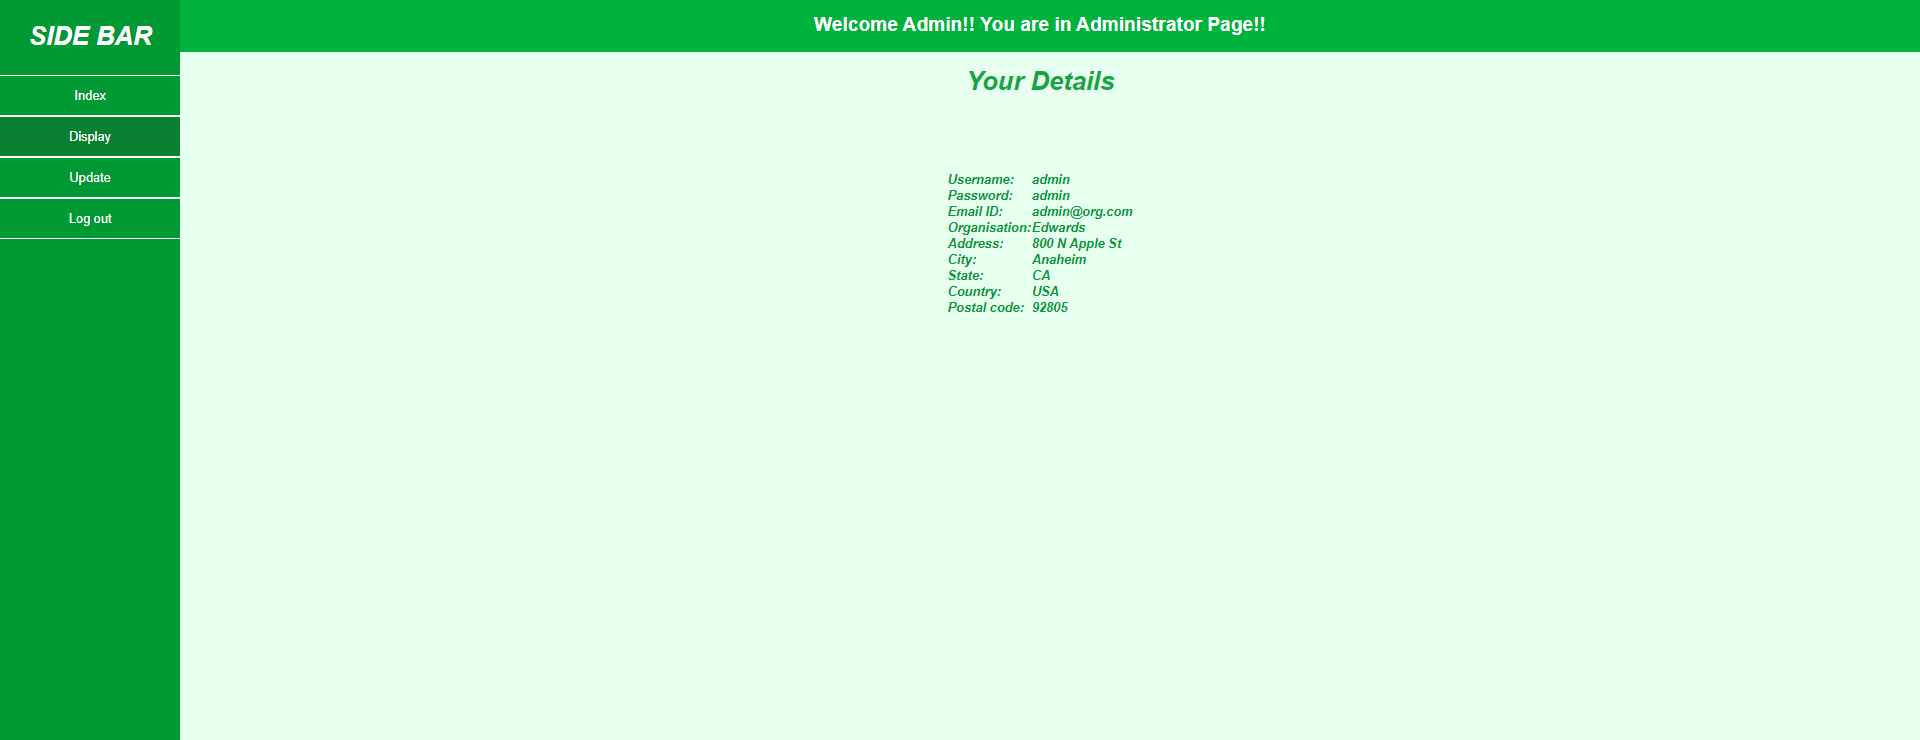 SIDE BAR
Index
Display
Update
Log out
Welcome Admin!! You are in Administrator Page!!
Your Details
Username: admin
Password: admin
Email ID: admin@org.com
Organisation: Edwards
Address: 800 N Apple St
City: Anaheim
State: CA
Country: USA
Postal code: 92805